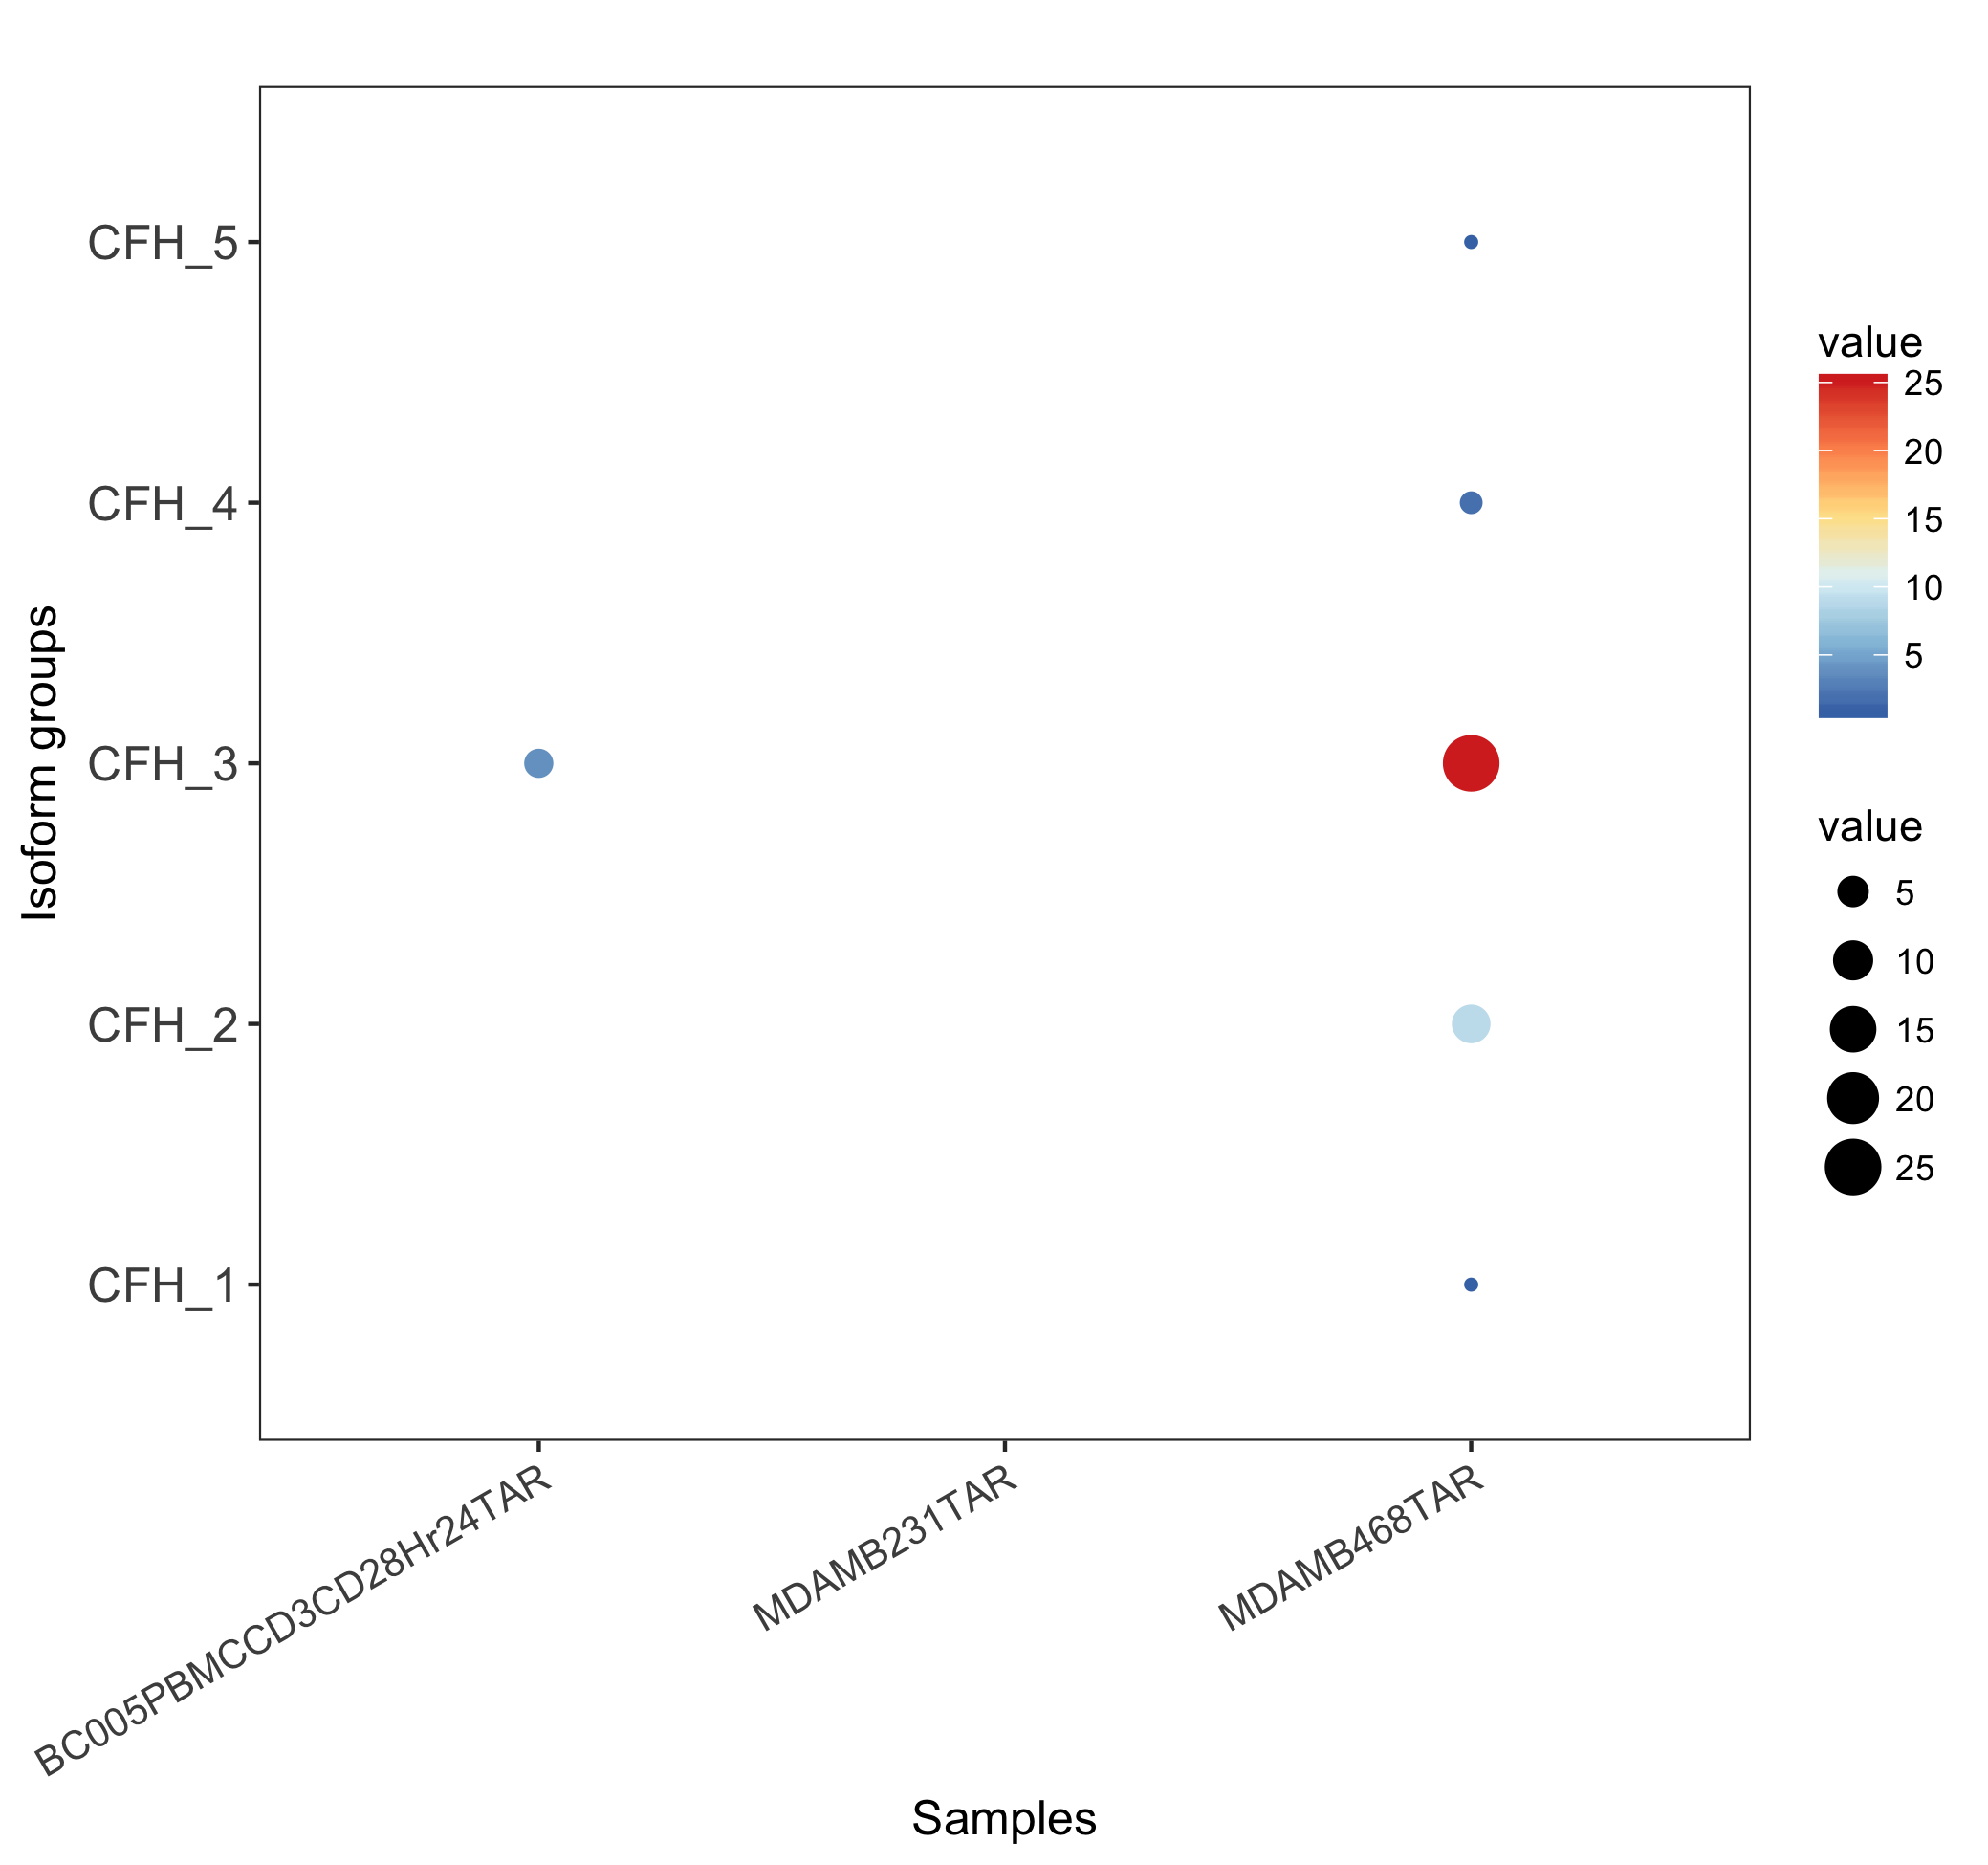 CFH_5
CFH_4
CFH_3
CFH_2
CFH_1
Isoform groups
BC005PBMCCD3CD28Hr24TAR
MDAMB231TAR
MDAMB468TAR
Samples
value
25
20
15
10
5
value
5
10
15
20
25